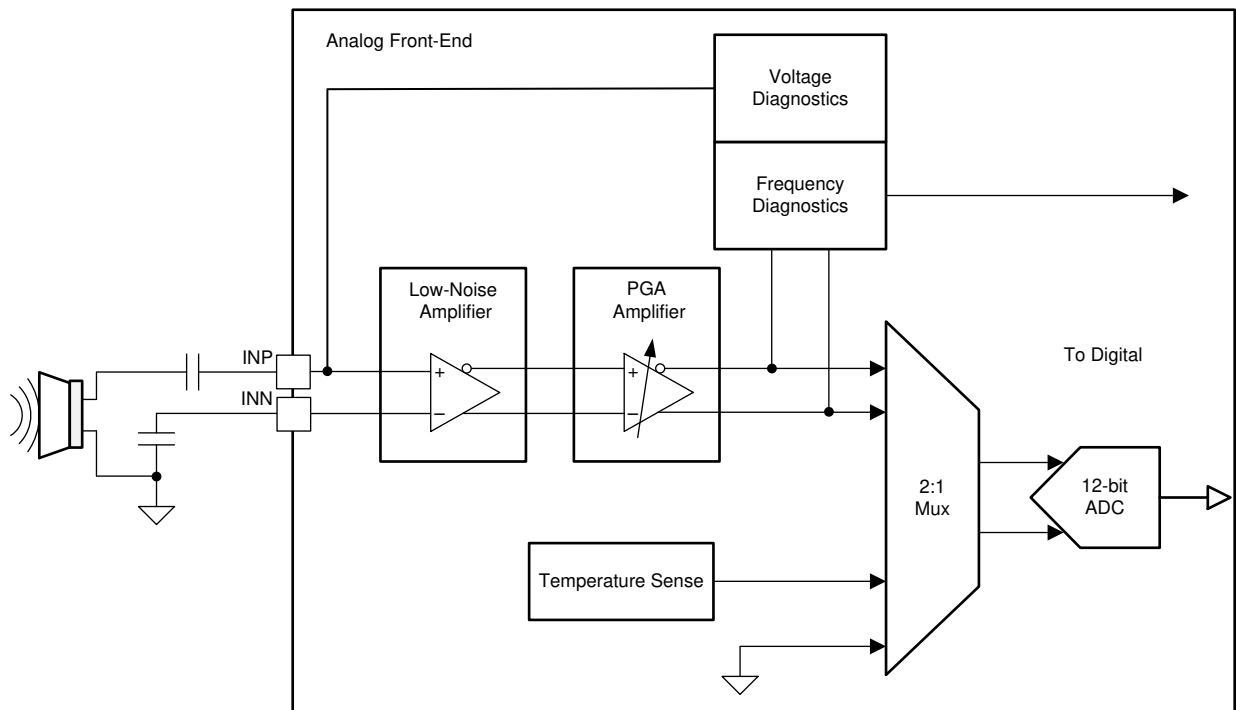 Analog Front-End
Voltage
Diagnostics
Frequency
Diagnostics
Low-Noise
Amplifier
PGA
Amplifier
INP
INN
+
−
+
−
To Digital
2:1
Mux
12-bit
ADC
Temperature Sense